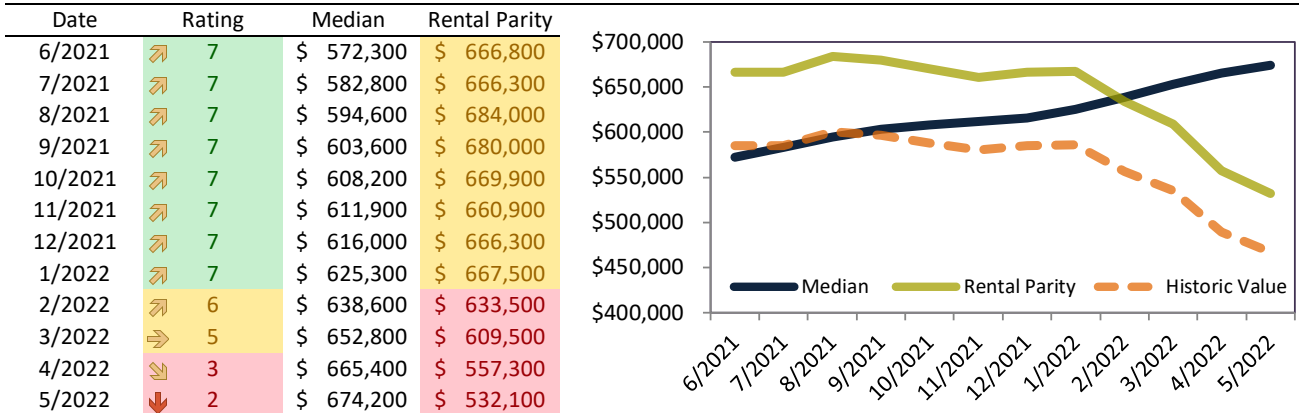 Date Rating Median Rental Parity
6/2021 7 $ 572,300 $ 666,800
7/2021 7 $ 582,800 $ 666,300
8/2021 7 $ 594,600 $ 684,000
9/2021 7 $ 603,600 $ 680,000
10/2021 7 $ 608,200 $ 669,900
11/2021 7 $ 611,900 $ 660,900
12/2021 7 $ 616,000 $ 666,300
1/2022 7 $ 625,300 $ 667,500
2/2022 6 $ 638,600 $ 633,500
3/2022 5 $ 652,800 $ 609,500
4/2022 3 $ 665,400 $ 557,300
5/2022 2 $ 674,200 $ 532,100
$700,000
$650,000
$600,000
$550,000
$500,000
$450,000
$400,000
Median Rental Parity Historic Value
6/2021 7/2021 8/2021 9/2021 10/2021 11/2021 12/2021 1/2022 2/2022 3/2022 4/2022 5/2022